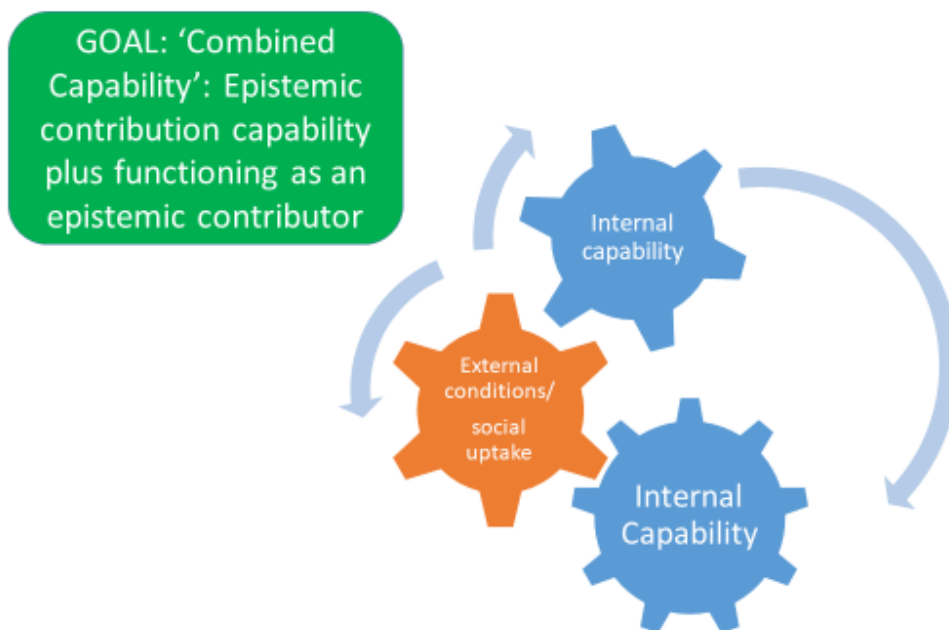 GOAL: ‘Combined
Capability’: Epistemic
contribution capability
plus functioning as an
epistemic contributor
Internal
capability
External
conditions/
social
uptake
Internal
Capability